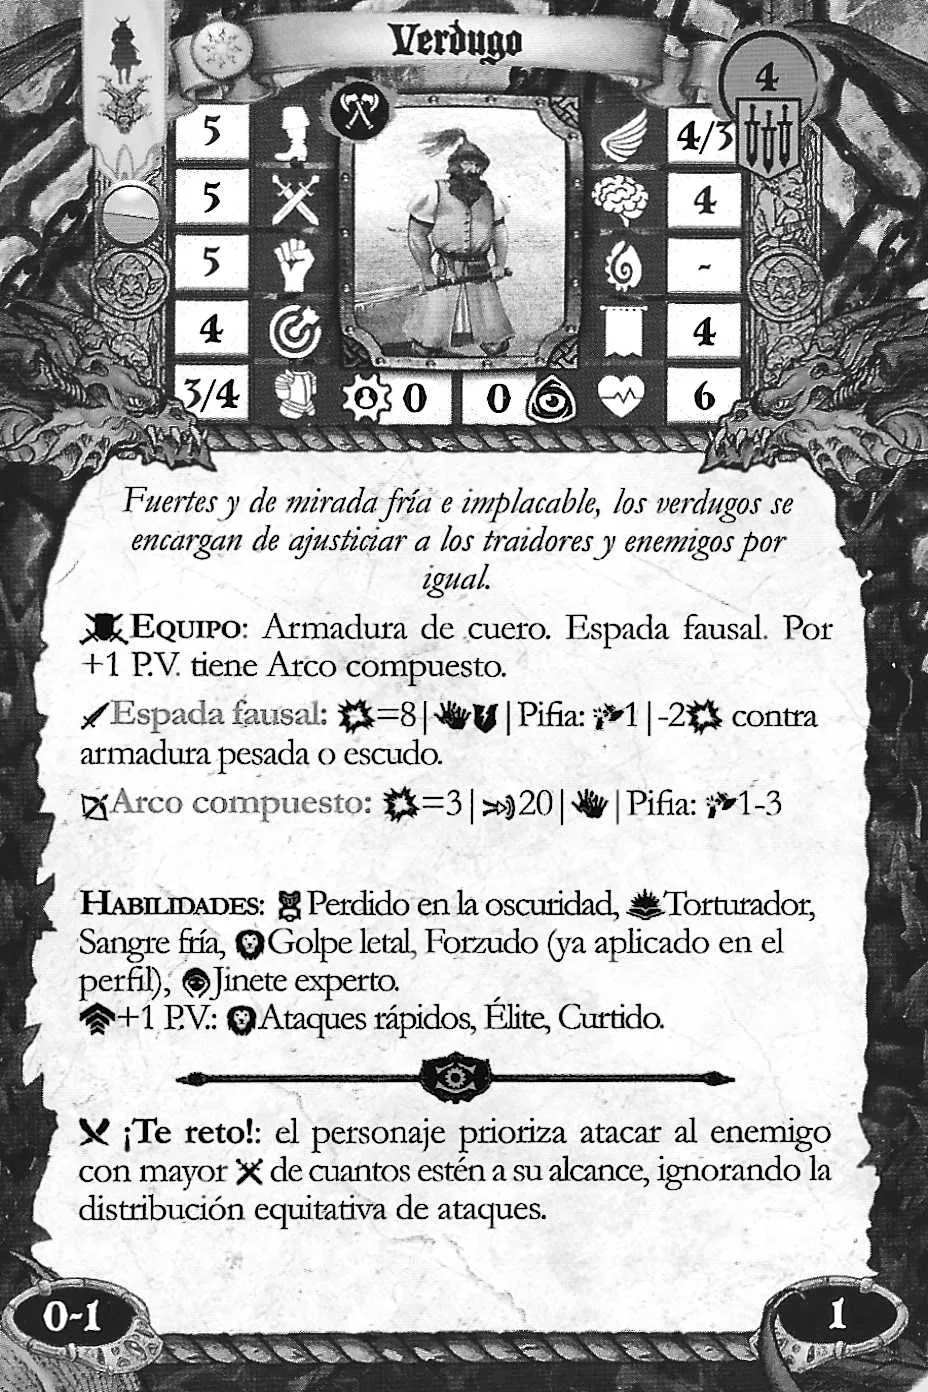 Verdugo
4
5
4/3
5
4
5
-
4
4
3/4
0
0
6
Fuertes y de mirada fría e implacable, los verdugos se
encargan de ajusticiar a los traidores y enemigos por
igual.
EQUIPO: Armadura de cuero. Espada fausal. Por
+1 P.V. tiene Arco compuesto.
Espada fausal: =8| | Pifia: 1|-2 contra
armadura pesada o escudo.
Arco compuesto: =3| 20| | Pifia: 1-3
HABILIDADES: Perdido en la oscuridad, Torturador,
Sangre fría, Golpe letal, Forzudo (ya aplicado en el
perfil), Jinete experto.
+1 P.V.: Ataques rápidos, Élite, Curtido.
¡Te reto!: el personaje prioriza atacar al enemigo
con mayor de cuantos estén a su alcance, ignorando la
distribución equitativa de ataques.
0-1
1